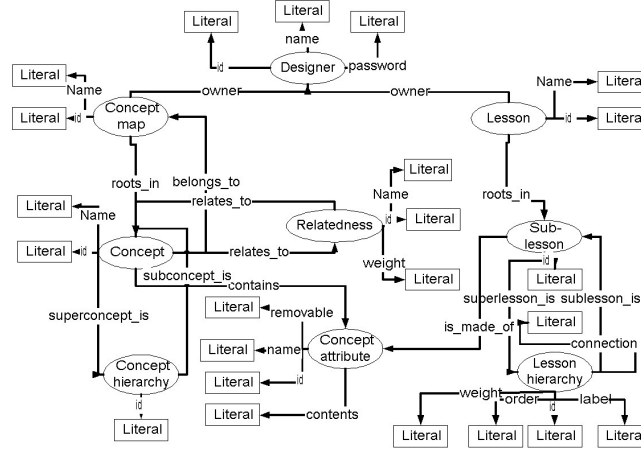 Literal
Literal
name
Literal
id
Designer
password
Literal
Name
owner
owner
Name
Litera
Literal
id
Concept
map
Lesson
id
Litera
roots_in
belongs_to
relates_to
Literal
Name
Literal
Name
Relatedness
id
Literal
roots_in
Sub-
lesson
Literal
id
Concept
relates_to
weight
Literal
id
Literal
subconcept_is
contains
superlesson_is
sublesson_is
superconcept_is
Literal
removable
is_made_of
Literal
connection
Literal
name
Concept
attribute
Concept
hierarchy
Literal
id
Lesson
hierarchy
id
Literal
Literal
contents
weight
order
id
label
Literal
Literal
Literal
Litera